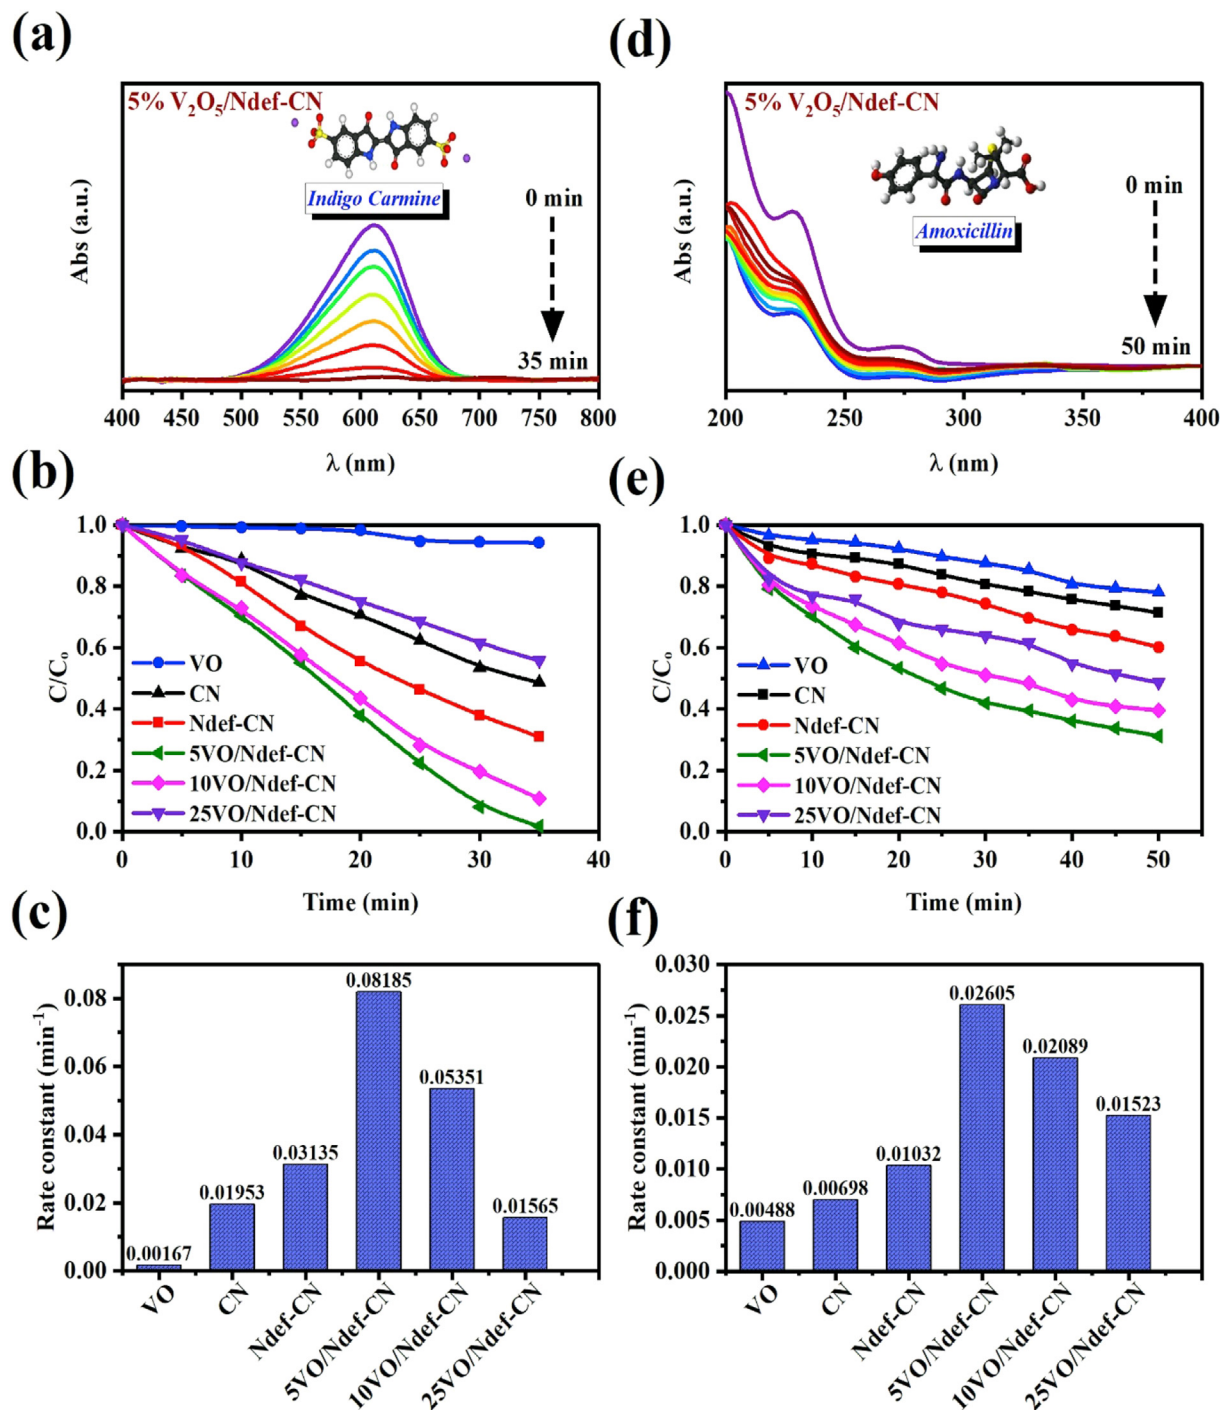 (a)
5% V₂O₅/Ndef-CN
Indigo Carmine
0 min
35 min
Abs (a.u.)
400 450 500 550 600 650 700 750 800
λ (nm)
(d)
5% V₂O₅/Ndef-CN
Amoxicillin
0 min
50 min
Abs (a.u.)
200 250 300 350 400
λ (nm)
(b)
C/Cₒ
1.0
0.8
0.6
0.4
0.2
0.0
VO
CN
Ndef-CN
5VO/Ndef-CN
10VO/Ndef-CN
25VO/Ndef-CN
0 10 20 30 40
Time (min)
(e)
C/Cₒ
1.0
0.8
0.6
0.4
0.2
0.0
VO
CN
Ndef-CN
5VO/Ndef-CN
10VO/Ndef-CN
25VO/Ndef-CN
0 10 20 30 40 50
Time (min)
(c)
Rate constant (min⁻¹)
0.08
0.06
0.04
0.02
0.00
0.00167
0.01953
0.03135
0.08185
0.05351
0.01565
VO
CN
Ndef-CN
5VO/Ndef-CN
10VO/Ndef-CN
25VO/Ndef-CN
(f)
Rate constant (min⁻¹)
0.030
0.025
0.020
0.015
0.010
0.005
0.000
0.00488
0.00698
0.01032
0.02605
0.02089
0.01523
VO
CN
Ndef-CN
5VO/Ndef-CN
10VO/Ndef-CN
25VO/Ndef-CN